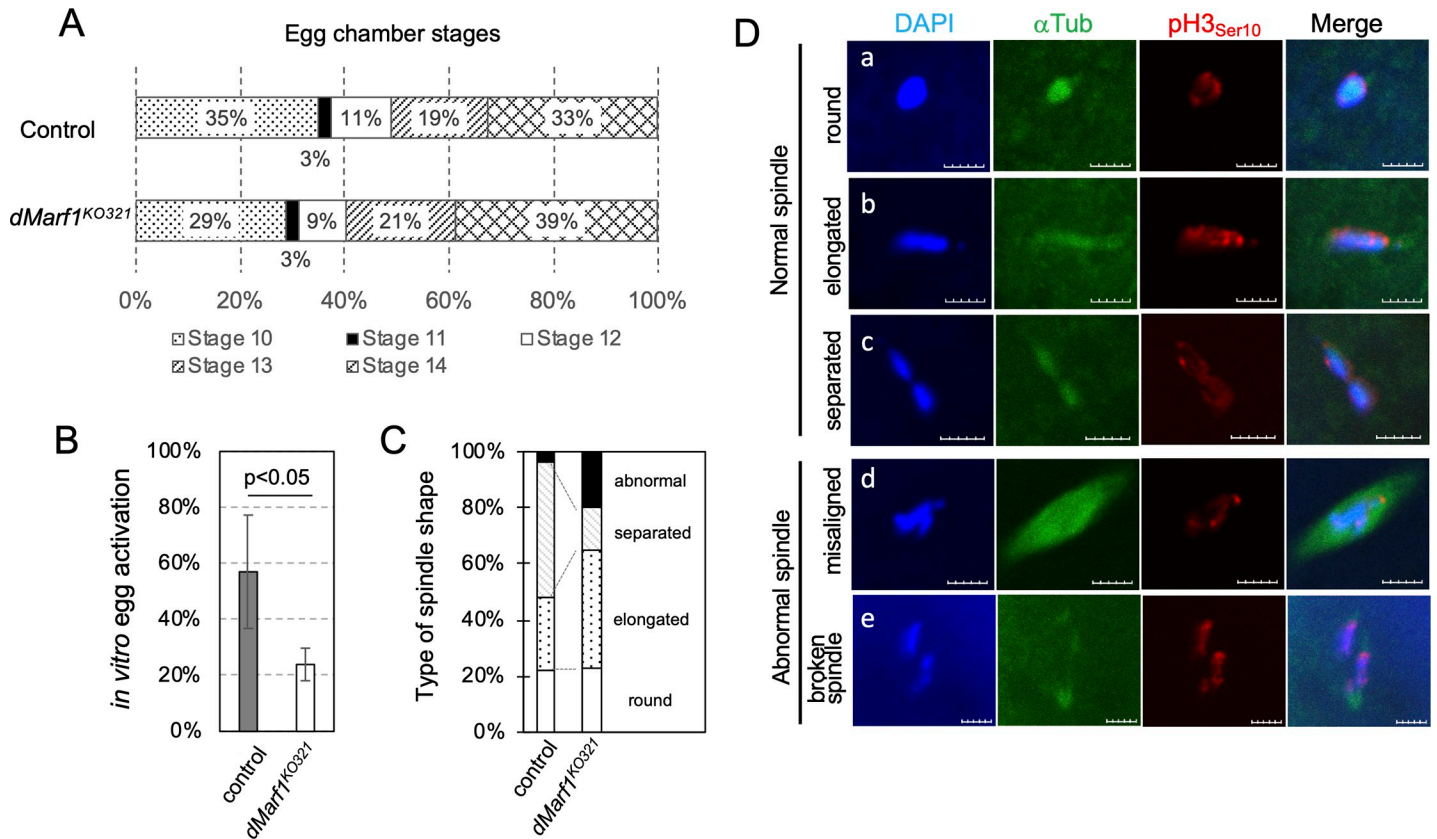 A
Egg chamber stages
Control
35%
11%
19%
33%
3%
dMarf1KO321
29%
9%
21%
39%
3%
0% 20% 40% 60% 80% 100%
Stage 10 Stage 11 Stage 12
Stage 13 Stage 14
B
in vitro egg activation
100%
80%
60%
40%
20%
0%
p<0.05
control
dMarf1KO321
C
Type of spindle shape
100%
80%
60%
40%
20%
0%
abnormal
separated
elongated
round
control
dMarf1KO321
D
DAPI αTub pH3Ser10 Merge
Normal spindle
round
a
elongated
b
separated
c
Abnormal spindle
misaligned
d
broken
spindle
e